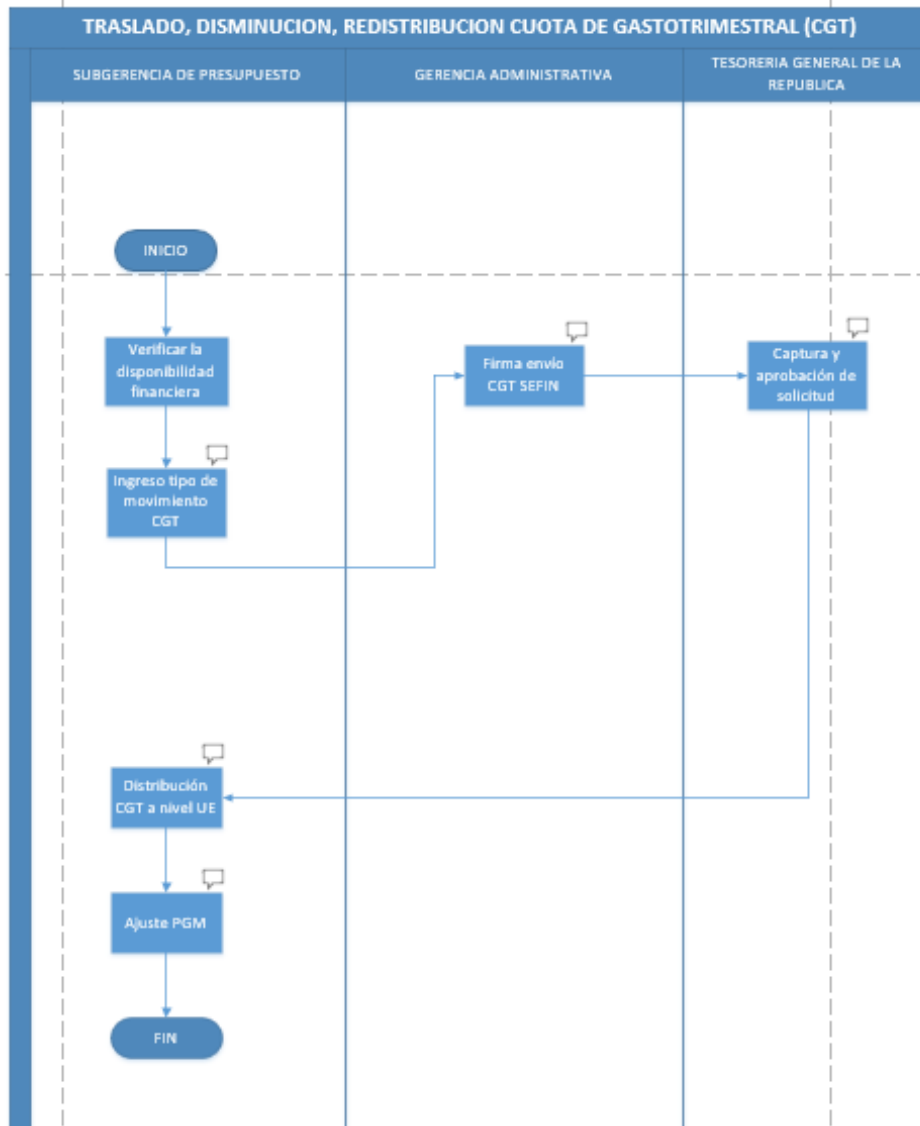 TRASLADO, DISMINUCION, REDISTRIBUCION CUOTA DE GASTOTRIMESTRAL (CGT)
SUBGERENCIA DE PRESUPUESTO
GERENCIA ADMINISTRATIVA
TESORERIA GENERAL DE LA
REPUBLICA
INICIO
Verificar la
disponibilidad
financiera
Ingreso tipo de
movimiento
CGT
Firma envío
CGT SEFIN
Captura y
aprobación de
solicitud
Distribución
CGT a nivel UE
Ajuste PGM
FIN